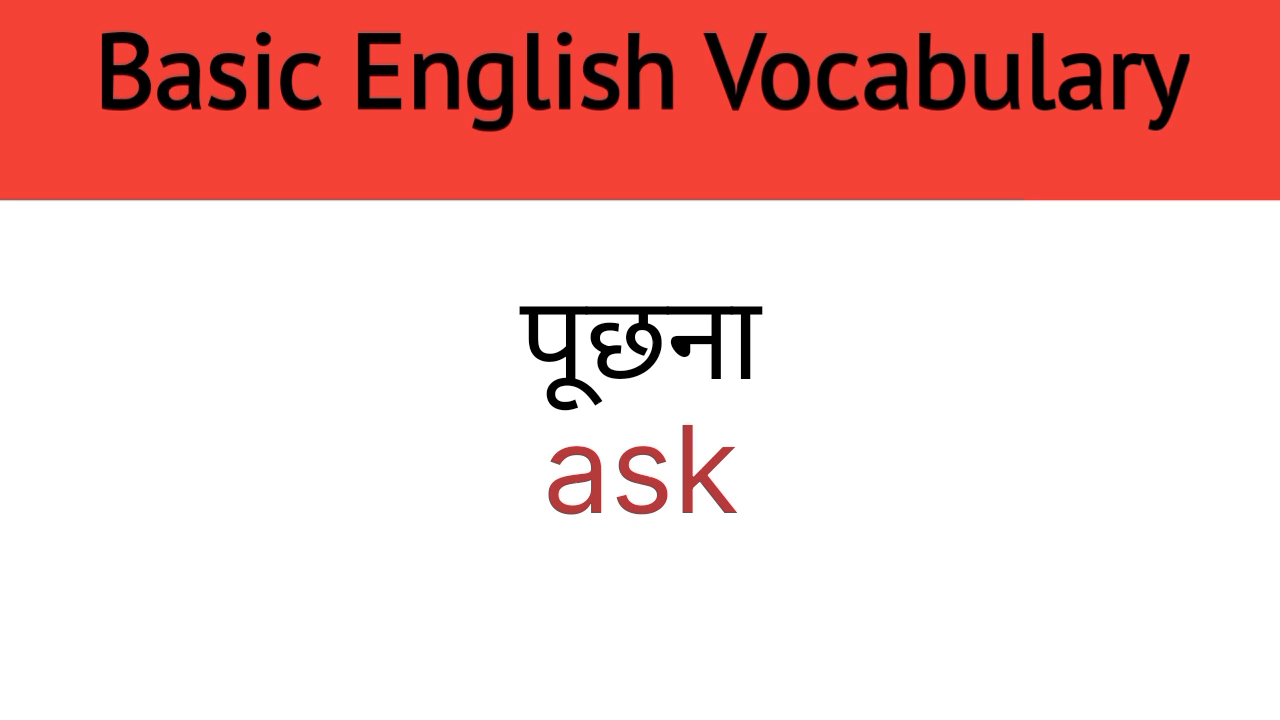 Basic English Vocabulary
पूछना
ask